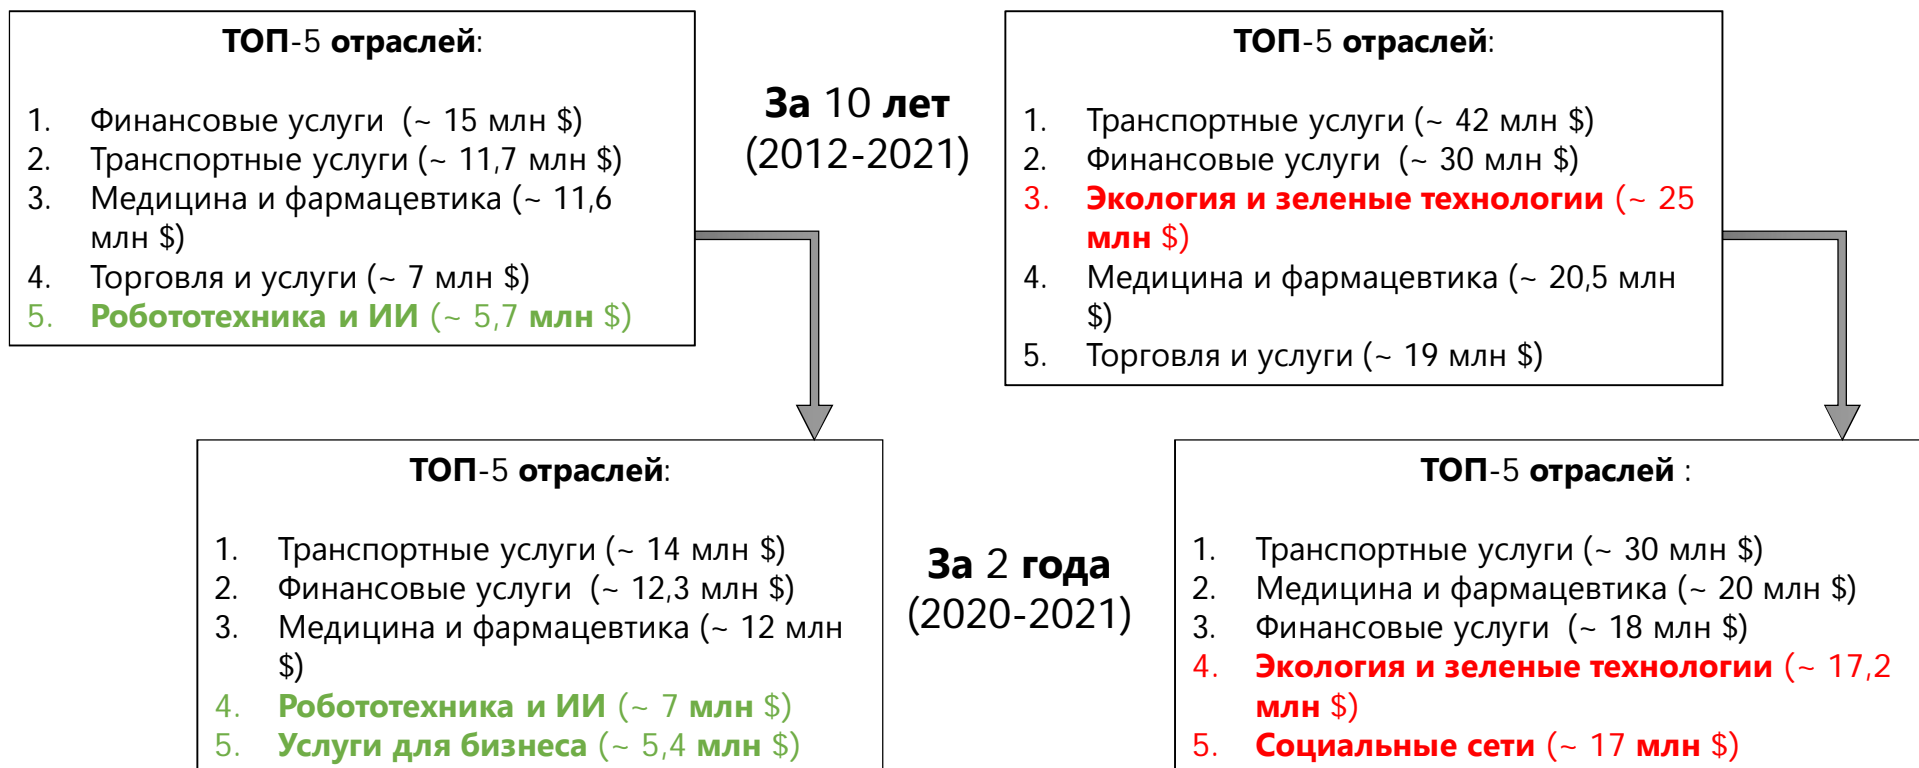 ТОП-5 отраслей:
1. Финансовые услуги (~ 15 млн $)
2. Транспортные услуги (~ 11,7 млн $)
3. Медицина и фармацевтика (~ 11,6
млн $)
4. Торговля и услуги (~ 7 млн $)
5. Робототехника и ИИ (~ 5,7 млн $)
За 10 лет
(2012-2021)
ТОП-5 отраслей:
1. Транспортные услуги (~ 42 млн $)
2. Финансовые услуги (~ 30 млн $)
3. Экология и зеленые технологии (~ 25
млн $)
4. Медицина и фармацевтика (~ 20,5 млн
$)
5. Торговля и услуги (~ 19 млн $)
ТОП-5 отраслей:
1. Транспортные услуги (~ 14 млн $)
2. Финансовые услуги (~ 12,3 млн $)
3. Медицина и фармацевтика (~ 12 млн
$)
4. Робототехника и ИИ (~ 7 млн $)
5. Услуги для бизнеса (~ 5,4 млн $)
За 2 года
(2020-2021)
ТОП-5 отраслей :
1. Транспортные услуги (~ 30 млн $)
2. Медицина и фармацевтика (~ 20 млн $)
3. Финансовые услуги (~ 18 млн $)
4. Экология и зеленые технологии (~ 17,2
млн $)
5. Социальные сети (~ 17 млн $)